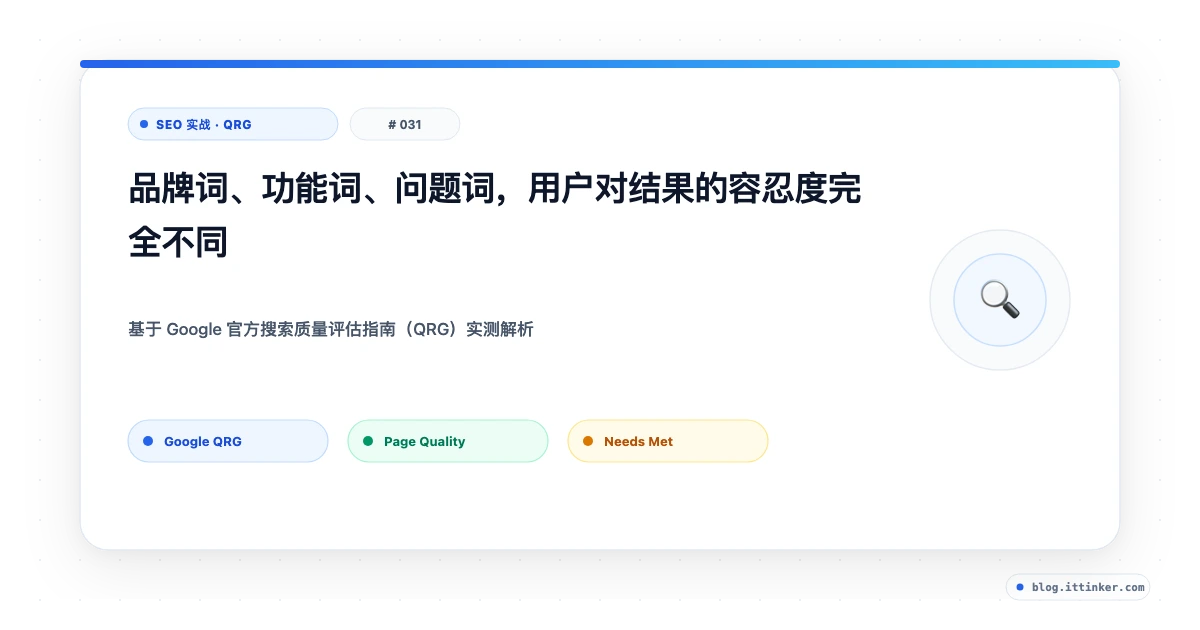 SEO 实战 · QRG
# 031
品牌词、功能词、问题词，用户对结果的容忍度完
全不同
基于 Google 官方搜索质量评估指南（QRG）实测解析
Google QRG
Page Quality
Needs Met
blog.ittinker.com